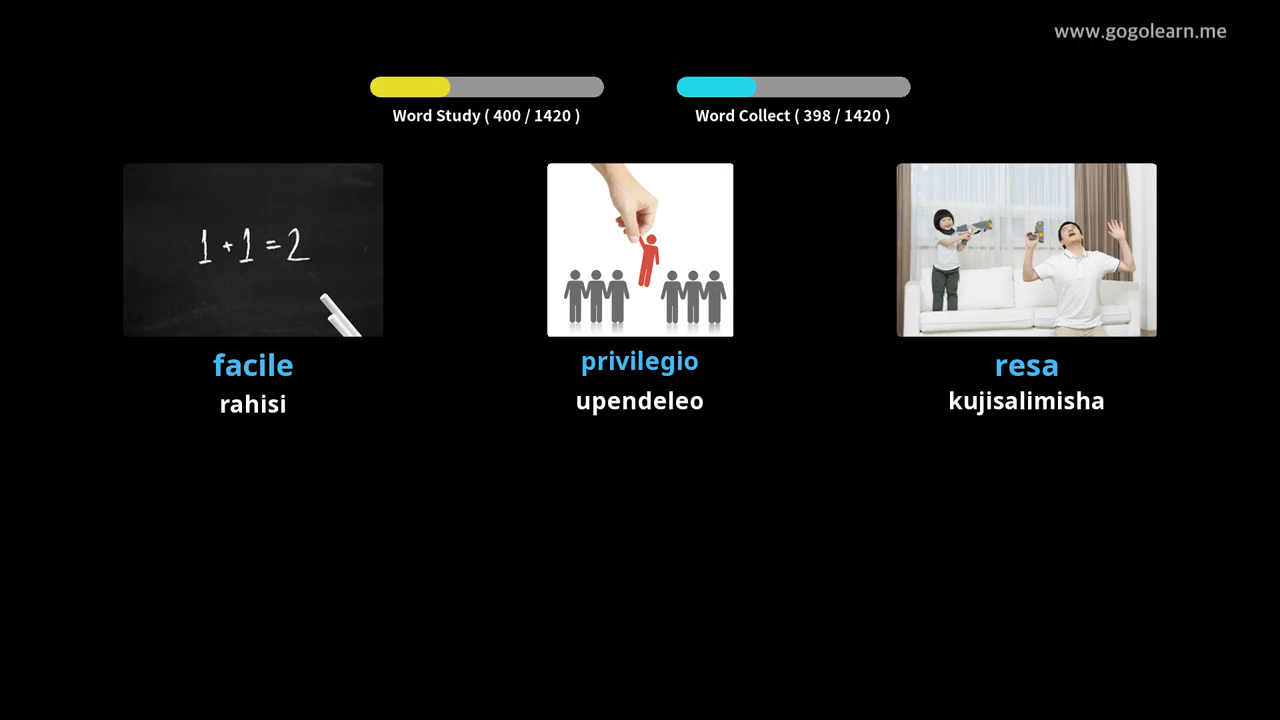 www.gogolearn.me
Word Study ( 400 / 1420 )
Word Collect ( 398 / 1420 )
1 + 1 = 2
facile
privilegio
resa
rahisi
upendeleo
kujisalimisha